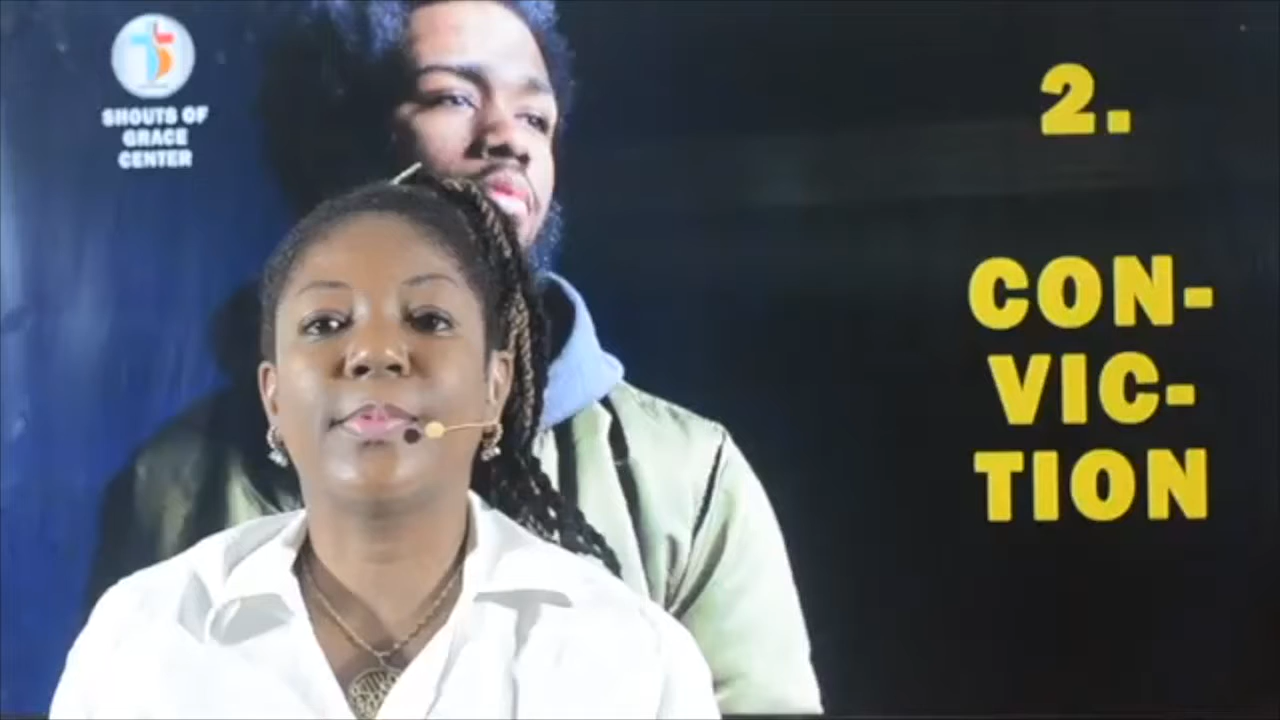 SHOUTS OF
GRACE
CENTER
2.
CON-
VIC-
TION